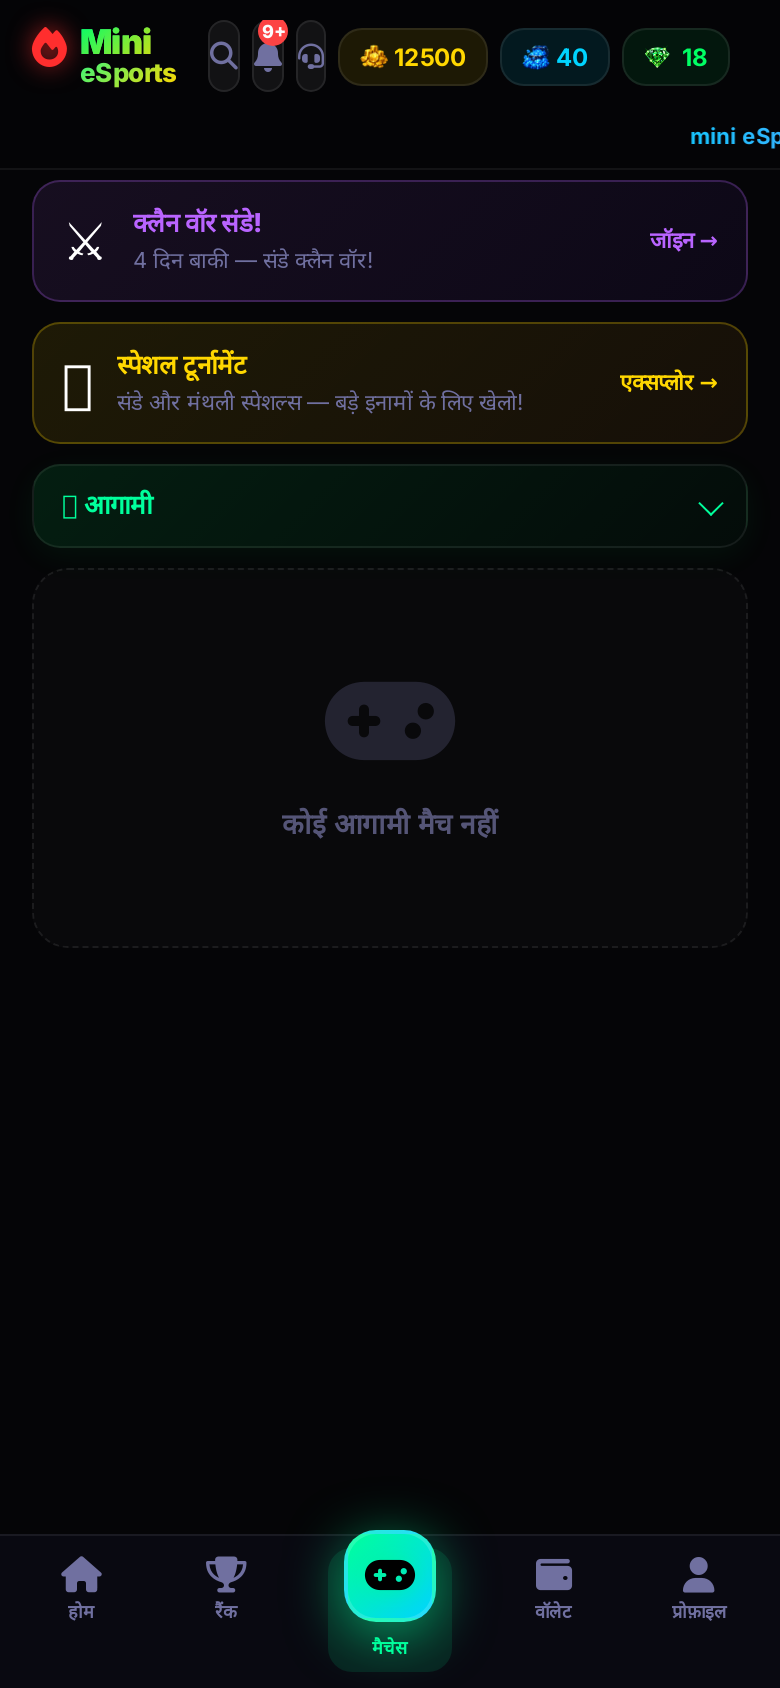 Mini
eSports
9+
12500
40
18
mini eSp
क्लैन वॉर संडे!
4 दिन बाकी — संडे क्लैन वॉर!
जॉइन →
स्पेशल टूर्नामेंट
संडे और मंथली स्पेशल्स — बड़े इनामों के लिए खेलो!
एक्सप्लोर →
आगामी
कोई आगामी मैच नहीं
होम
रैंक
मैचेस
वॉलेट
प्रोफ़ाइल